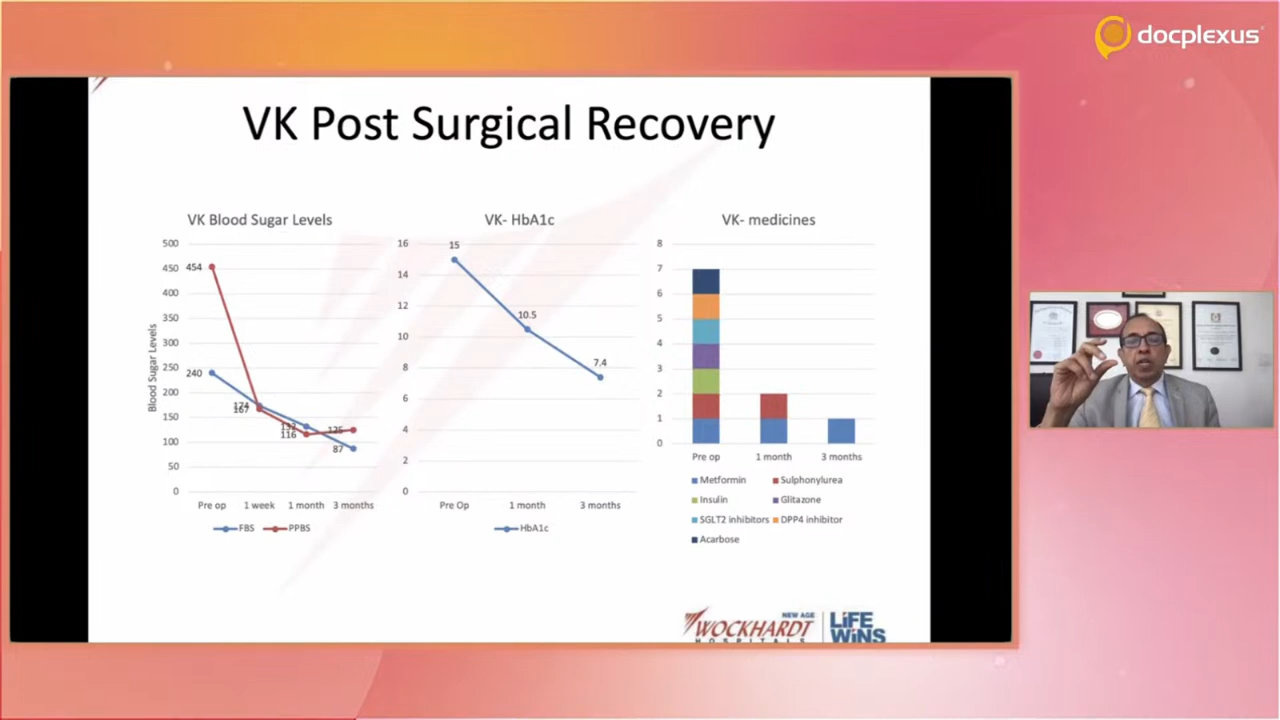 docplexus
VK Post Surgical Recovery
VK Blood Sugar Levels
500
450
400
350
300
250
200
150
100
50
0
Blood Sugar Levels
454
240
174
167
132
116
125
87
Pre op 1 week 1 month 3 months
FBS PPBS
VK- HbA1c
16
14
12
10
8
6
4
2
0
15
10.5
7.4
Pre Op 1 month 3 months
HbA1c
VK- medicines
8
7
6
5
4
3
2
1
0
Pre op 1 month 3 months
Metformin Sulphonylurea
Insulin Glitazone
SGLT2 inhibitors DPP4 inhibitor
Acarbose
NEW AGE
WOCKHARDT
HOSPITALS
LiFE
WiNS